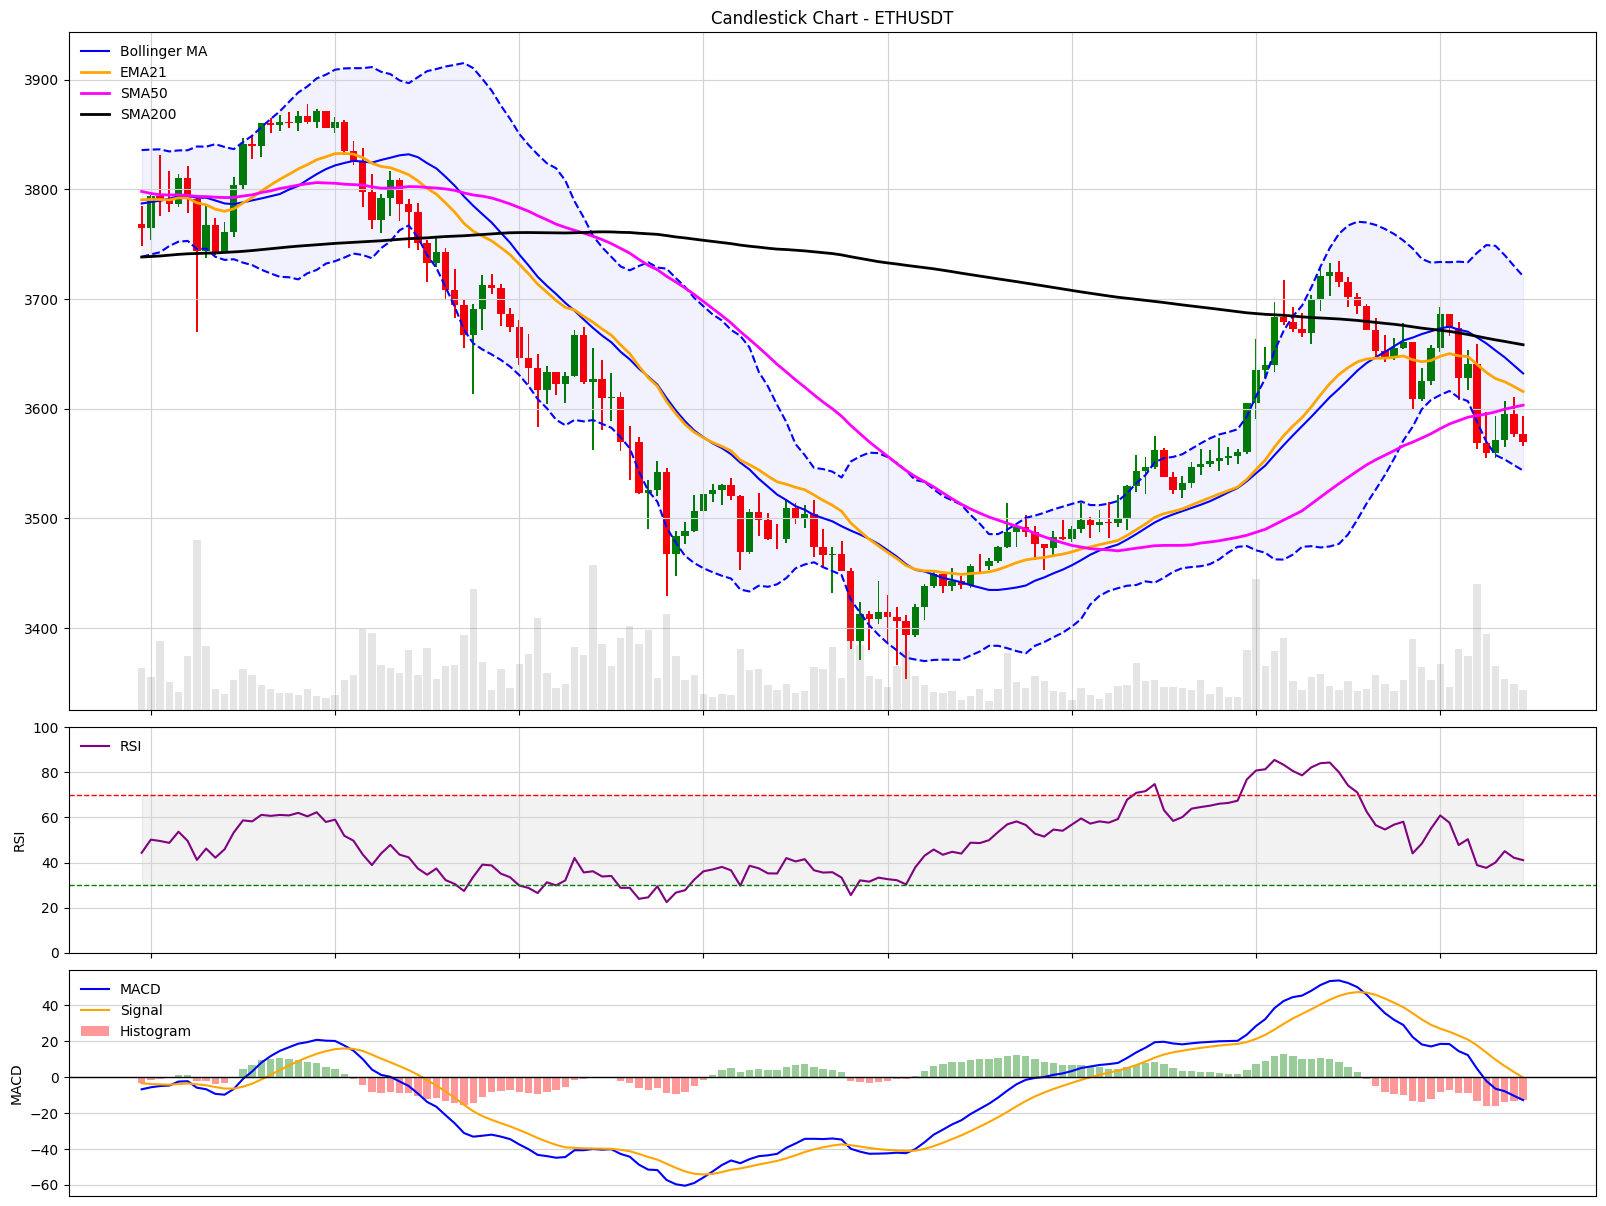 Candlestick Chart - ETHUSDT
Bollinger MA
EMA21
SMA50
SMA200
3900
3800
3700
3600
3500
3400
RSI
100
80
60
40
20
0
RSI
MACD
Signal
Histogram
40
20
0
−20
−40
−60
MACD